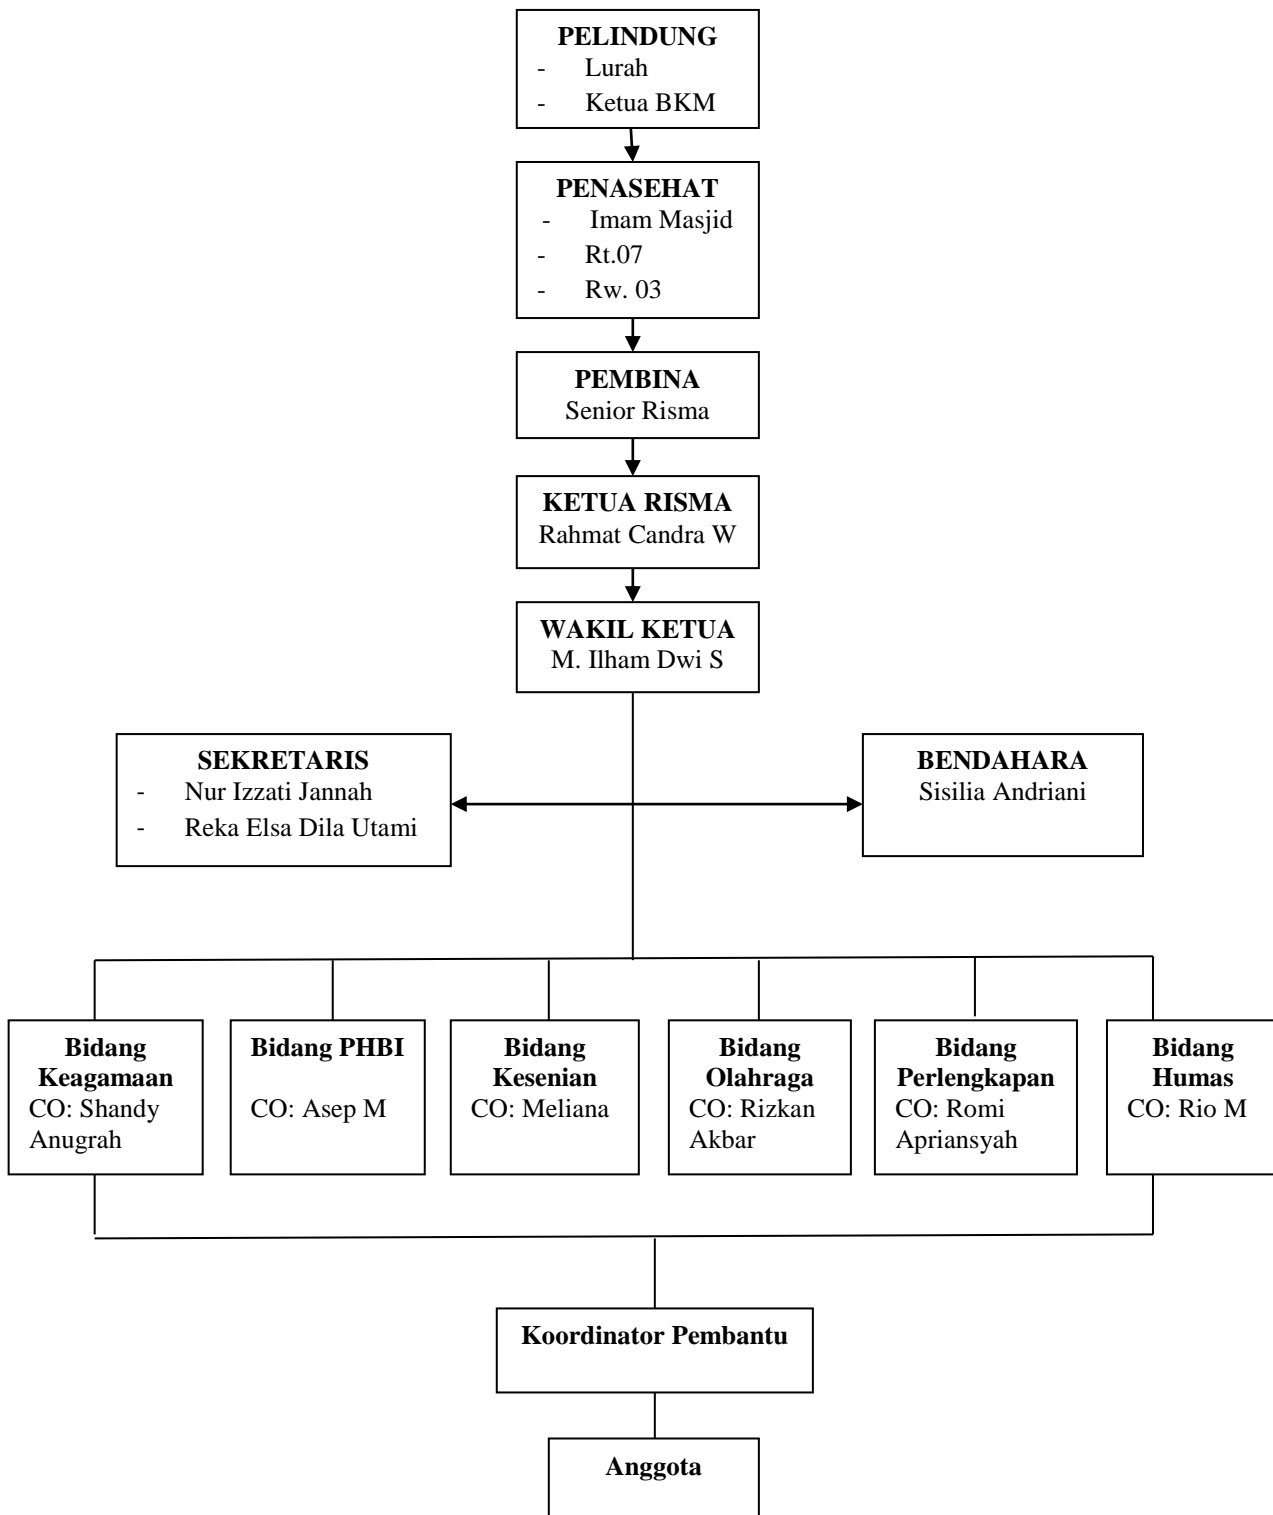 PELINDUNG
- Lurah
- Ketua BKM
PENASEHAT
- Imam Masjid
- Rt.07
- Rw. 03
PEMBINA
Senior Risma
KETUA RISMA
Rahmat Candra W
WAKIL KETUA
M. Ilham Dwi S
SEKRETARIS
- Nur Izzati Jannah
- Reka Elsa Dila Utami
BENDAHARA
Sisilia Andriani
Bidang
Keagamaan
CO: Shandy
Anugrah
Bidang PHBI
CO: Asep M
Bidang
Kesenian
CO: Meliana
Bidang
Olahraga
CO: Rizkan
Akbar
Bidang
Perlengkapan
CO: Romi
Apriansyah
Bidang
Humas
CO: Rio M
Koordinator Pembantu
Anggota